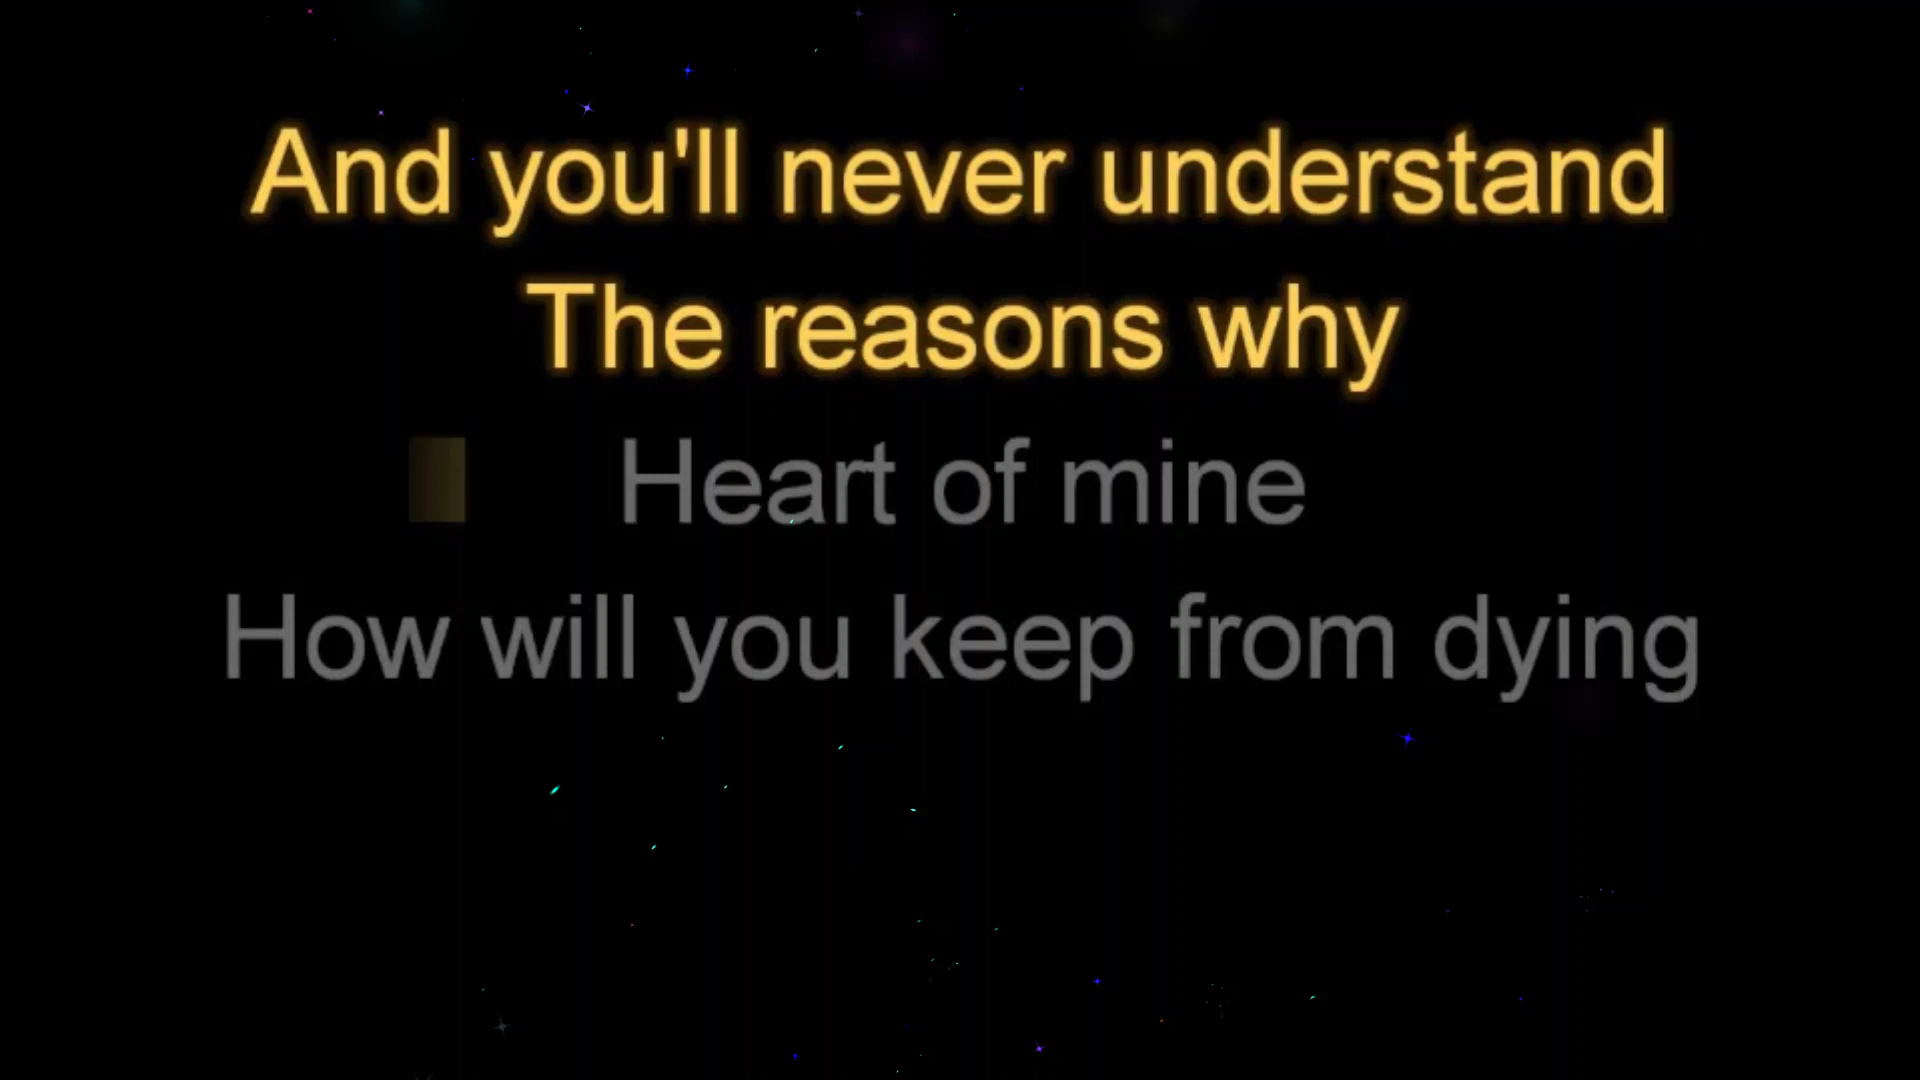 And you'll never understand
The reasons why
Heart of mine
How will you keep from dying